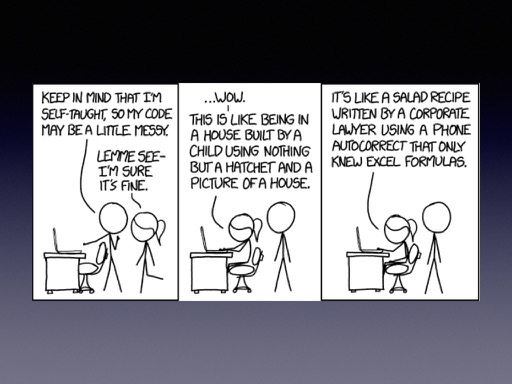 KEEP IN MIND THAT I'M
SELF-TAUGHT, SO MY CODE
MAY BE A LITTLE MESSY.
LEMME SEE-
I'M SURE
IT'S FINE.
...WOW.
THIS IS LIKE BEING IN
A HOUSE BUILT BY A
CHILD USING NOTHING
BUT A HATCHET AND A
PICTURE OF A HOUSE.
IT'S LIKE A SALAD RECIPE
WRITTEN BY A CORPORATE
LAWYER USING A PHONE
AUTOCORRECT THAT ONLY
KNEW EXCEL FORMULAS.